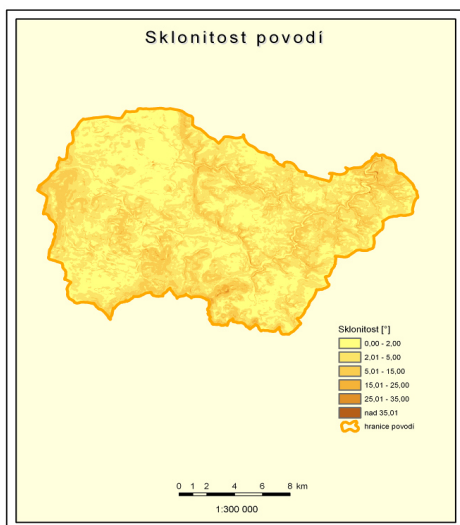 Sklonitost povodí
Sklonitost [°]
0,00 - 2,00
2,01 - 5,00
5,01 - 15,00
15,01 - 25,00
25,01 - 35,00
nad 35,01
hranice povodí
0 1 2 4 6 8 km
1:300 000